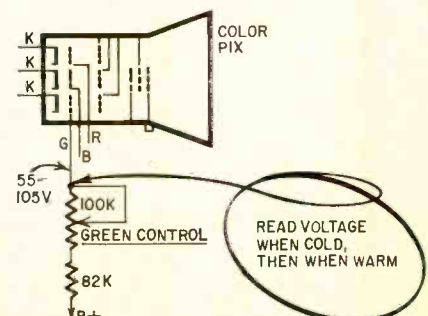 COLOR
PIX
K
K
K
G
B
R
55-
105V
100K
GREEN CONTROL
82K
B+
READ VOLTAGE
WHEN COLD,
THEN WHEN WARM